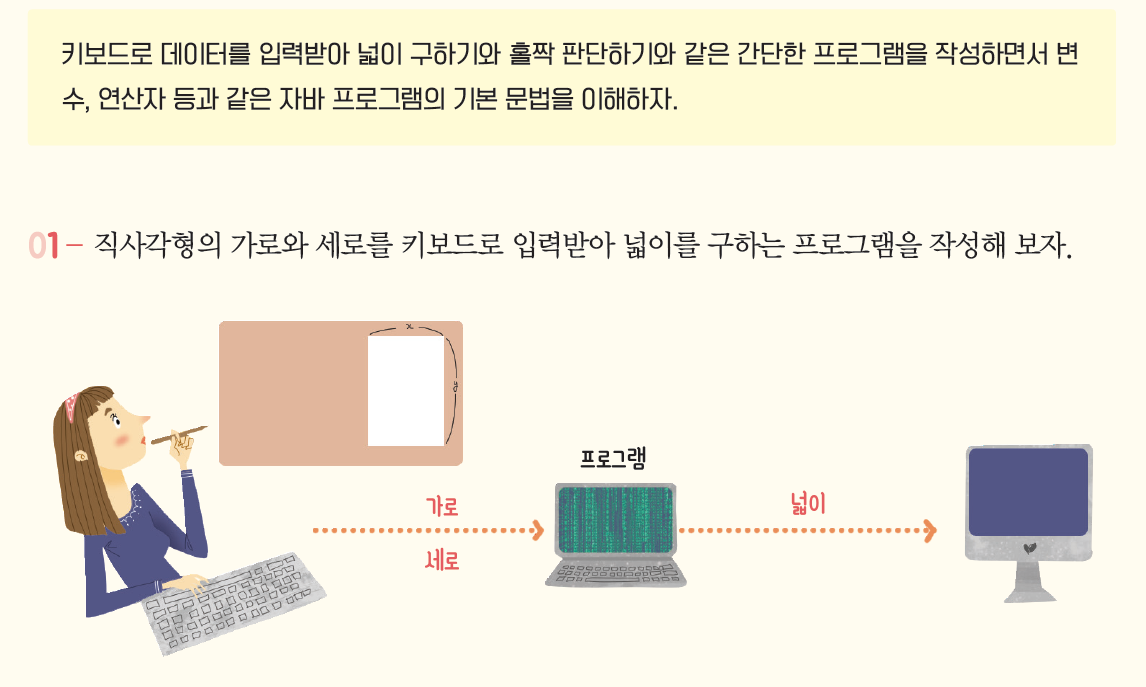 키보드로 데이터를 입력받아 넓이 구하기와 홀짝 판단하기와 같은 간단한 프로그램을 작성하면서 변
수, 연산자 등과 같은 자바 프로그램의 기본 문법을 이해하자.
01- 직사각형의 가로와 세로를 키보드로 입력받아 넓이를 구하는 프로그램을 작성해 보자.
x
y
프로그램
가로
넓이
세로